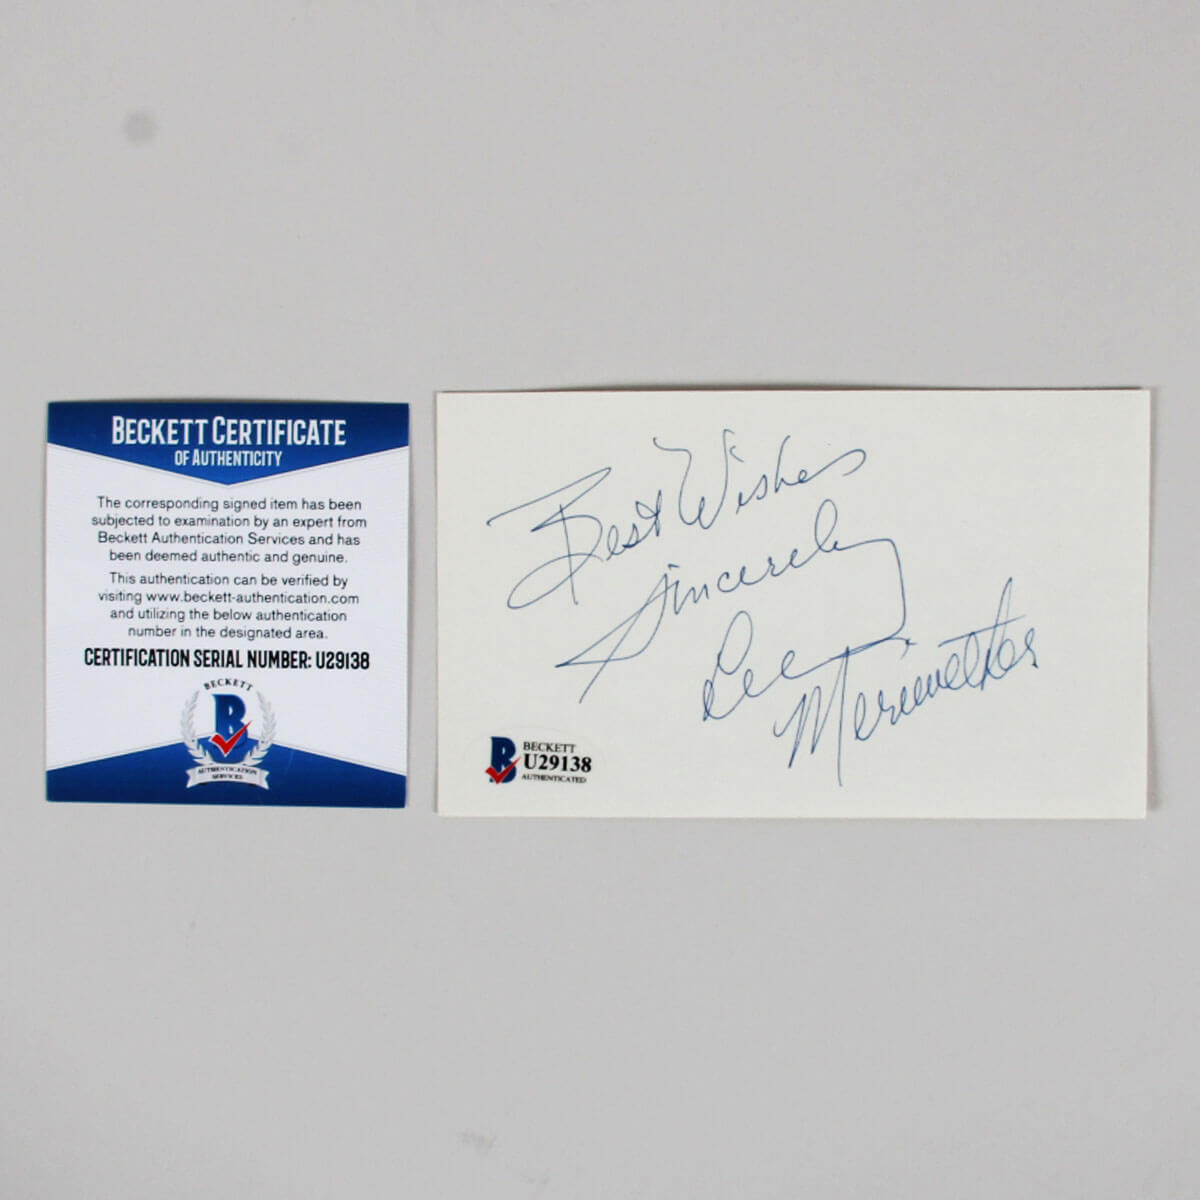 BECKETT CERTIFICATE
OF AUTHENTICITY
The corresponding signed item has been
subjected to examination by an expert from
Beckett Authentication Services and has
been deemed authentic and genuine.
This authentication can be verified by
visiting www.beckett-authentication.com
and utilizing the below authentication
number in the designated area.
CERTIFICATION SERIAL NUMBER: U29138
BECKETT
B
AUTHENTICATION
SERVICES
Best Wishes
Sincerely
Lee
Meriwether
B
BECKETT
U29138
AUTHENTICATED